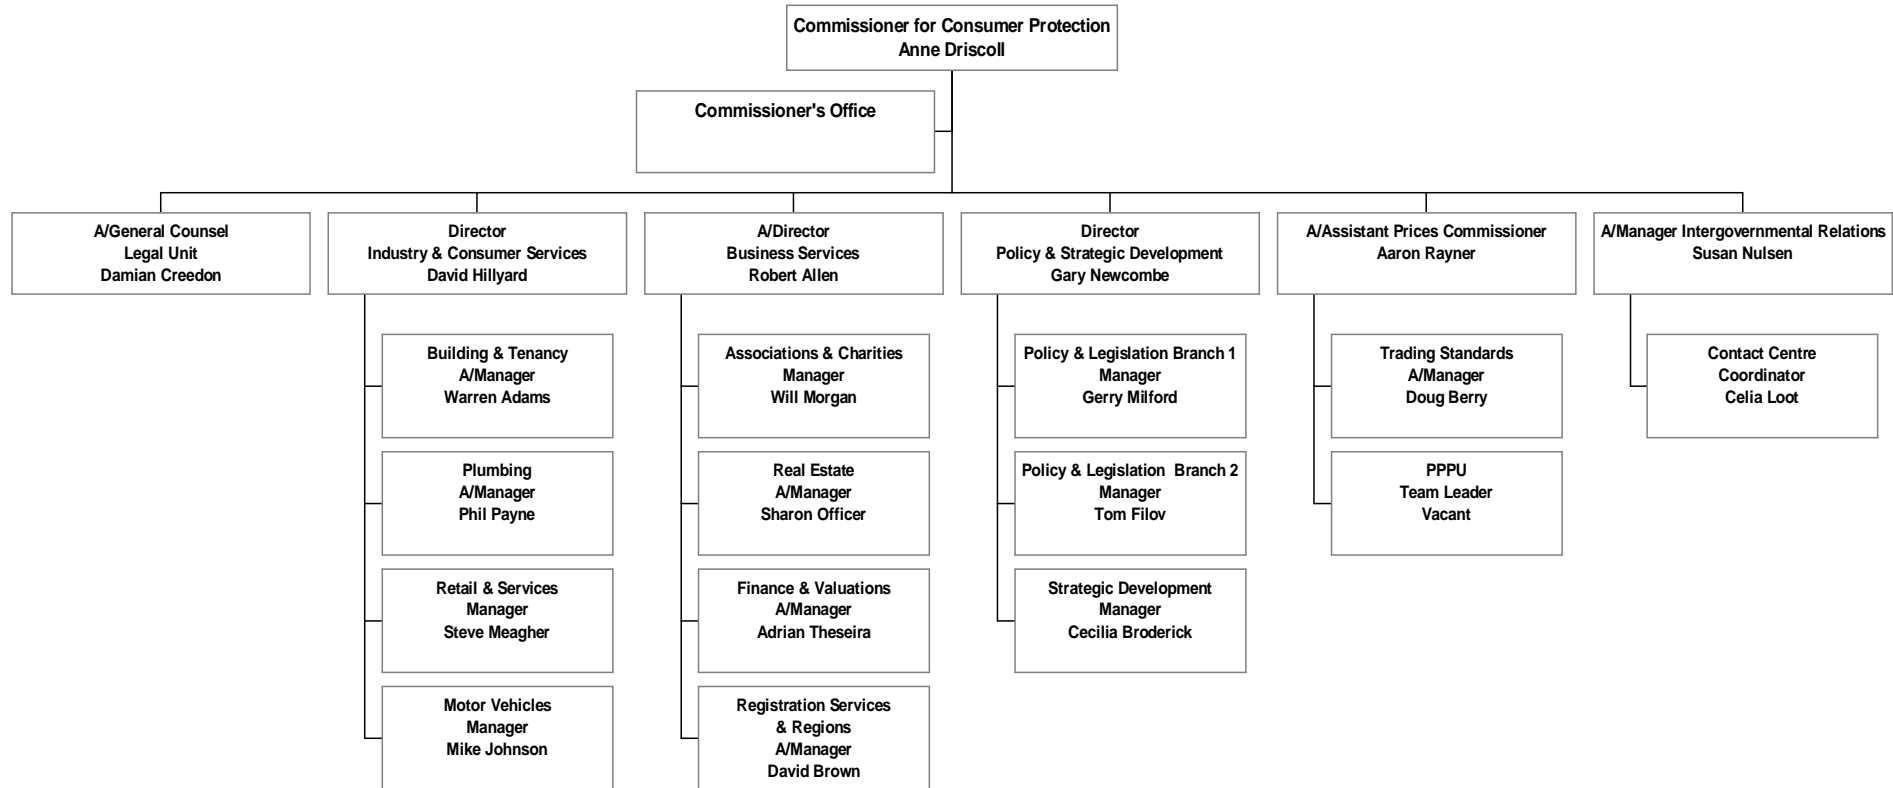 Commissioner for Consumer Protection
Anne Driscoll
Commissioner's Office
A/General Counsel
Legal Unit
Damian Creedon
Director
Industry & Consumer Services
David Hillyard
A/Director
Business Services
Robert Allen
Director
Policy & Strategic Development
Gary Newcombe
A/Assistant Prices Commissioner
Aaron Rayner
A/Manager Intergovernmental Relations
Susan Nulsen
Building & Tenancy
A/Manager
Warren Adams
Plumbing
A/Manager
Phil Payne
Retail & Services
Manager
Steve Meagher
Motor Vehicles
Manager
Mike Johnson
Associations & Charities
Manager
Will Morgan
Real Estate
A/Manager
Sharon Officer
Finance & Valuations
A/Manager
Adrian Theseira
Registration Services
& Regions
A/Manager
David Brown
Policy & Legislation Branch 1
Manager
Gerry Milford
Policy & Legislation  Branch 2
Manager
Tom Filov
Strategic Development
Manager
Cecilia Broderick
Trading Standards
A/Manager
Doug Berry
PPPU
Team Leader
Vacant
Contact Centre
Coordinator
Celia Loot